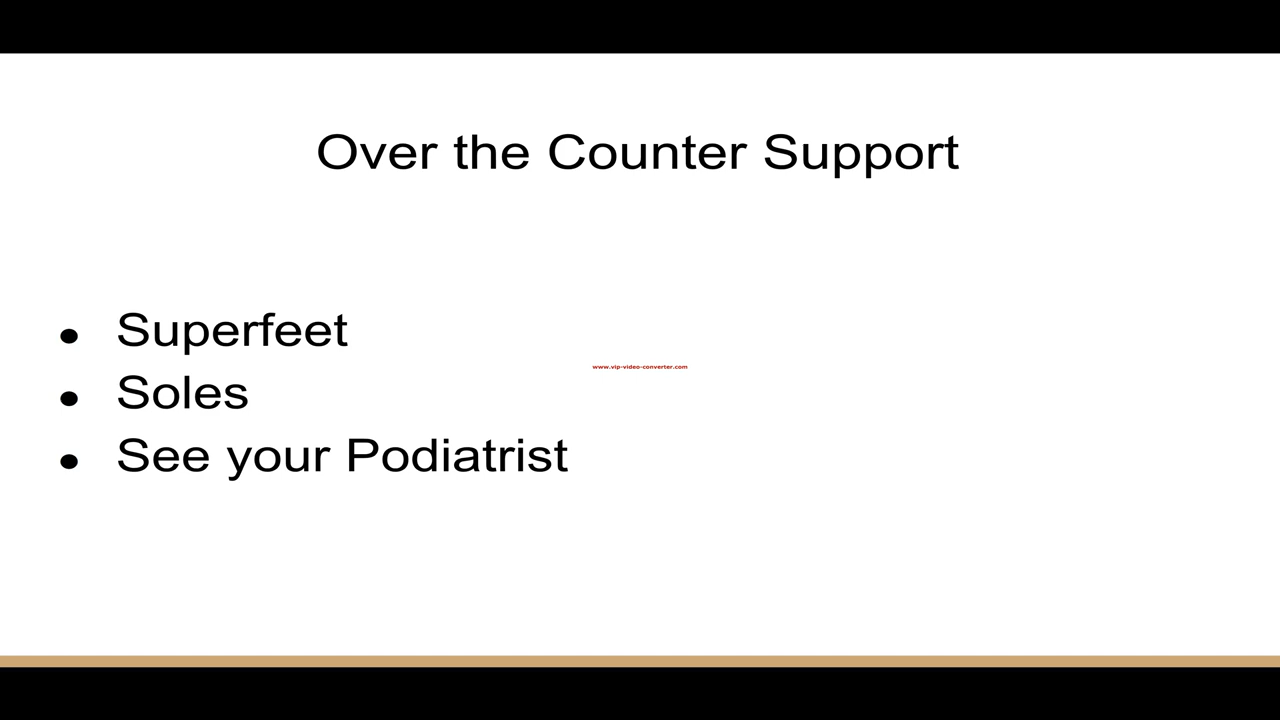 Over the Counter Support
• Superfeet
www.vip-video-converter.com
• Soles
• See your Podiatrist